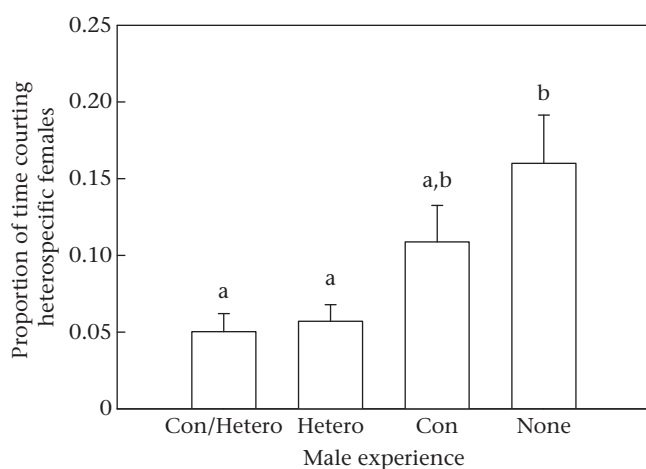 0.25
0.20
0.15
0.10
0.05
0
Proportion of time courting
heterospecific females
a
a
a,b
b
Con/Hetero Hetero Con None
Male experience